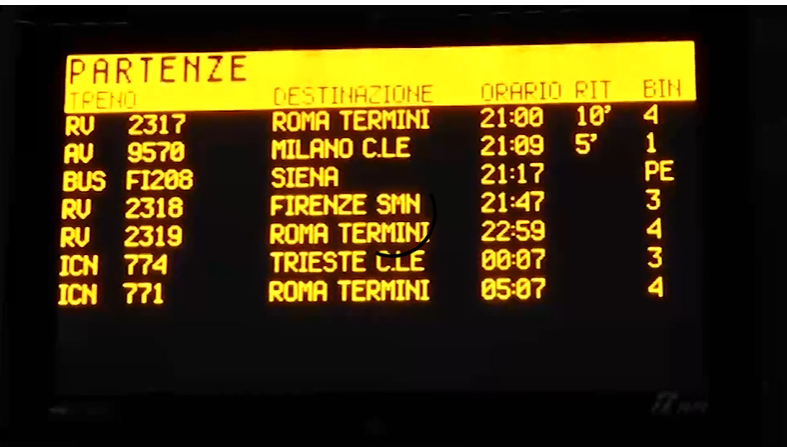 PARTENZE
TRENO DESTINAZIONE ORARIO RIT BIN
RV 2317 ROMA TERMINI 21:00 10' 4
AV 9570 MILANO C.LE 21:09 5' 1
BUS FI208 SIENA 21:17 PE
RV 2318 FIRENZE SMN 21:47 3
RV 2319 ROMA TERMINI 22:59 4
ICN 774 TRIESTE C.LE 00:07 3
ICN 771 ROMA TERMINI 05:07 4